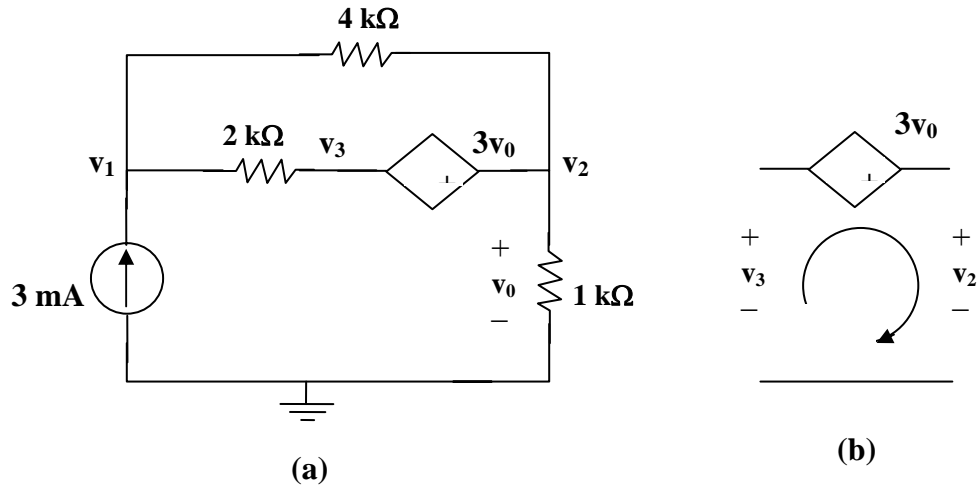 4 kΩ
2 kΩ v₃ 3v₀
v₁ v₂
+
3 mA v₀ 1 kΩ
–
(a)
3v₀
+ +
v₃ v₂
– –
(b)